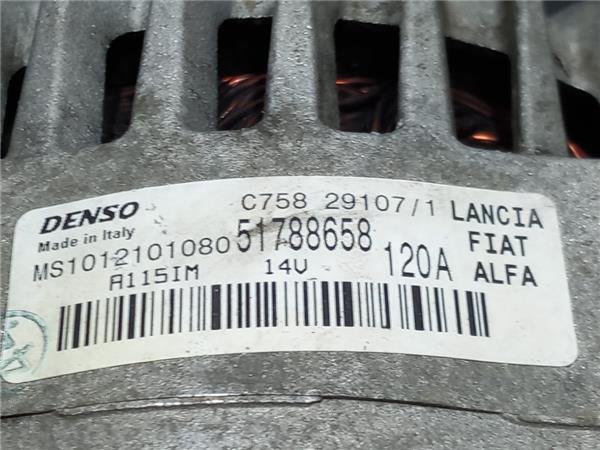 DENSO C758 29107/1 LANCIA
Made in Italy 51788658 FIAT
MS1012101080 120A ALFA
A115IM 14V